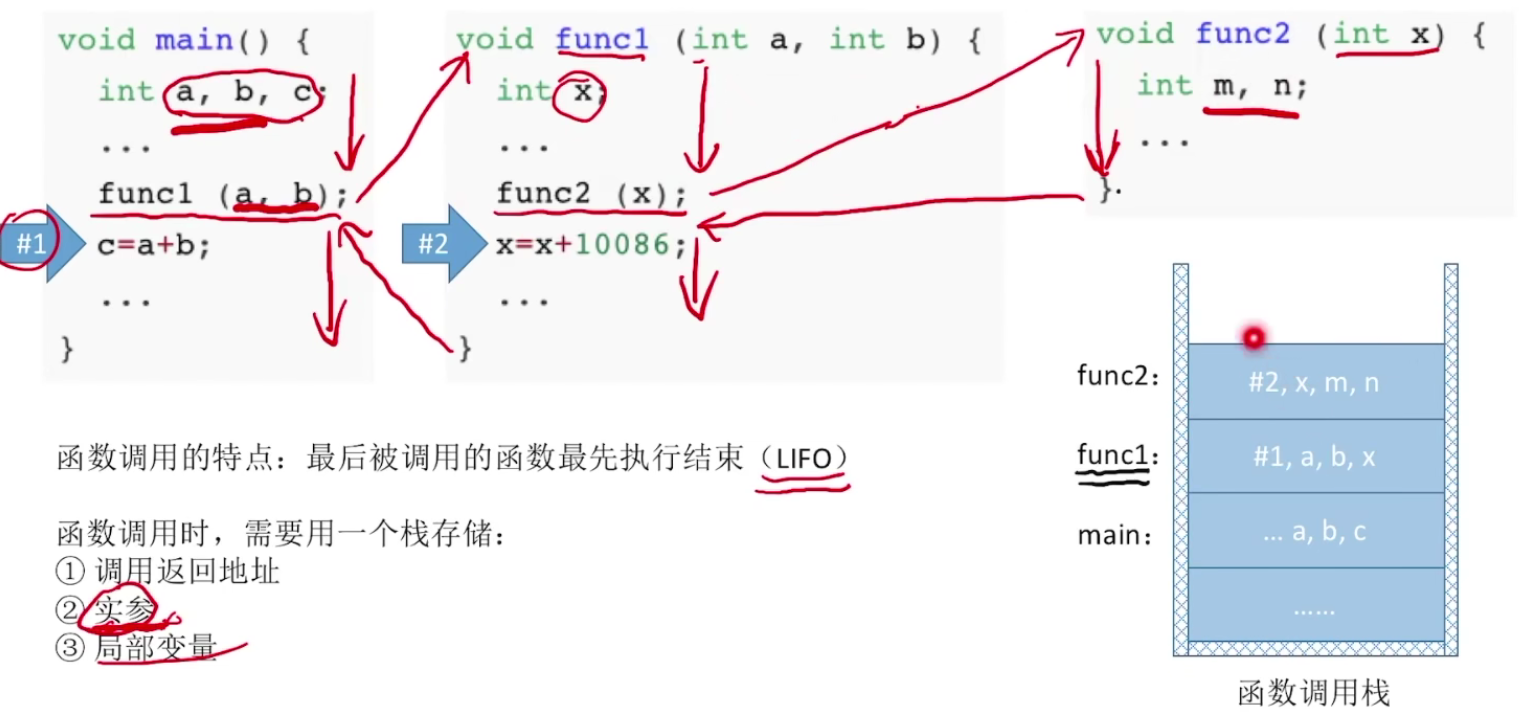 void main() {
int a, b, c;
...
func1 (a, b);
#1
c=a+b;
...
}
void func1 (int a, int b) {
int x;
...
func2 (x);
#2
x=x+10086;
...
}
void func2 (int x) {
int m, n;
...
}
函数调用的特点：最后被调用的函数最先执行结束（LIFO）
函数调用时，需要用一个栈存储：
① 调用返回地址
② 实参
③ 局部变量
func2：
#2, x, m, n
func1：
#1, a, b, x
main：
... a, b, c
......
函数调用栈